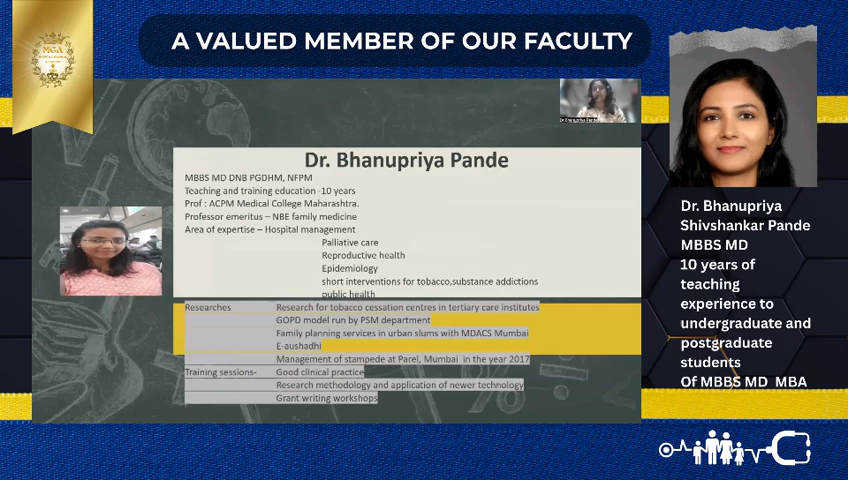 A VALUED MEMBER OF OUR FACULTY
MGA
Dr. Bhanupriya Pande
Dr. Bhanupriya Pande
MBBS MD DNB PGDHM, NFPM
Teaching and training education -10 years
Prof : ACPM Medical College Maharashtra.
Professor emeritus – NBE family medicine
Area of expertise – Hospital management
Palliative care
Reproductive health
Epidemiology
short interventions for tobacco,substance addictions
public health
Researches Research for tobacco cessation centres in tertiary care institutes
GOPD model run by PSM department
Family planning services in urban slums with MDACS Mumbai
E-aushadhi
Management of stampede at Parel, Mumbai in the year 2017
Training sessions- Good clinical practice
Research methodology and application of newer technology
Grant writing workshops
Dr. Bhanupriya
Shivshankar Pande
MBBS MD
10 years of
teaching
experience to
undergraduate and
postgraduate
students
Of MBBS MD MBA